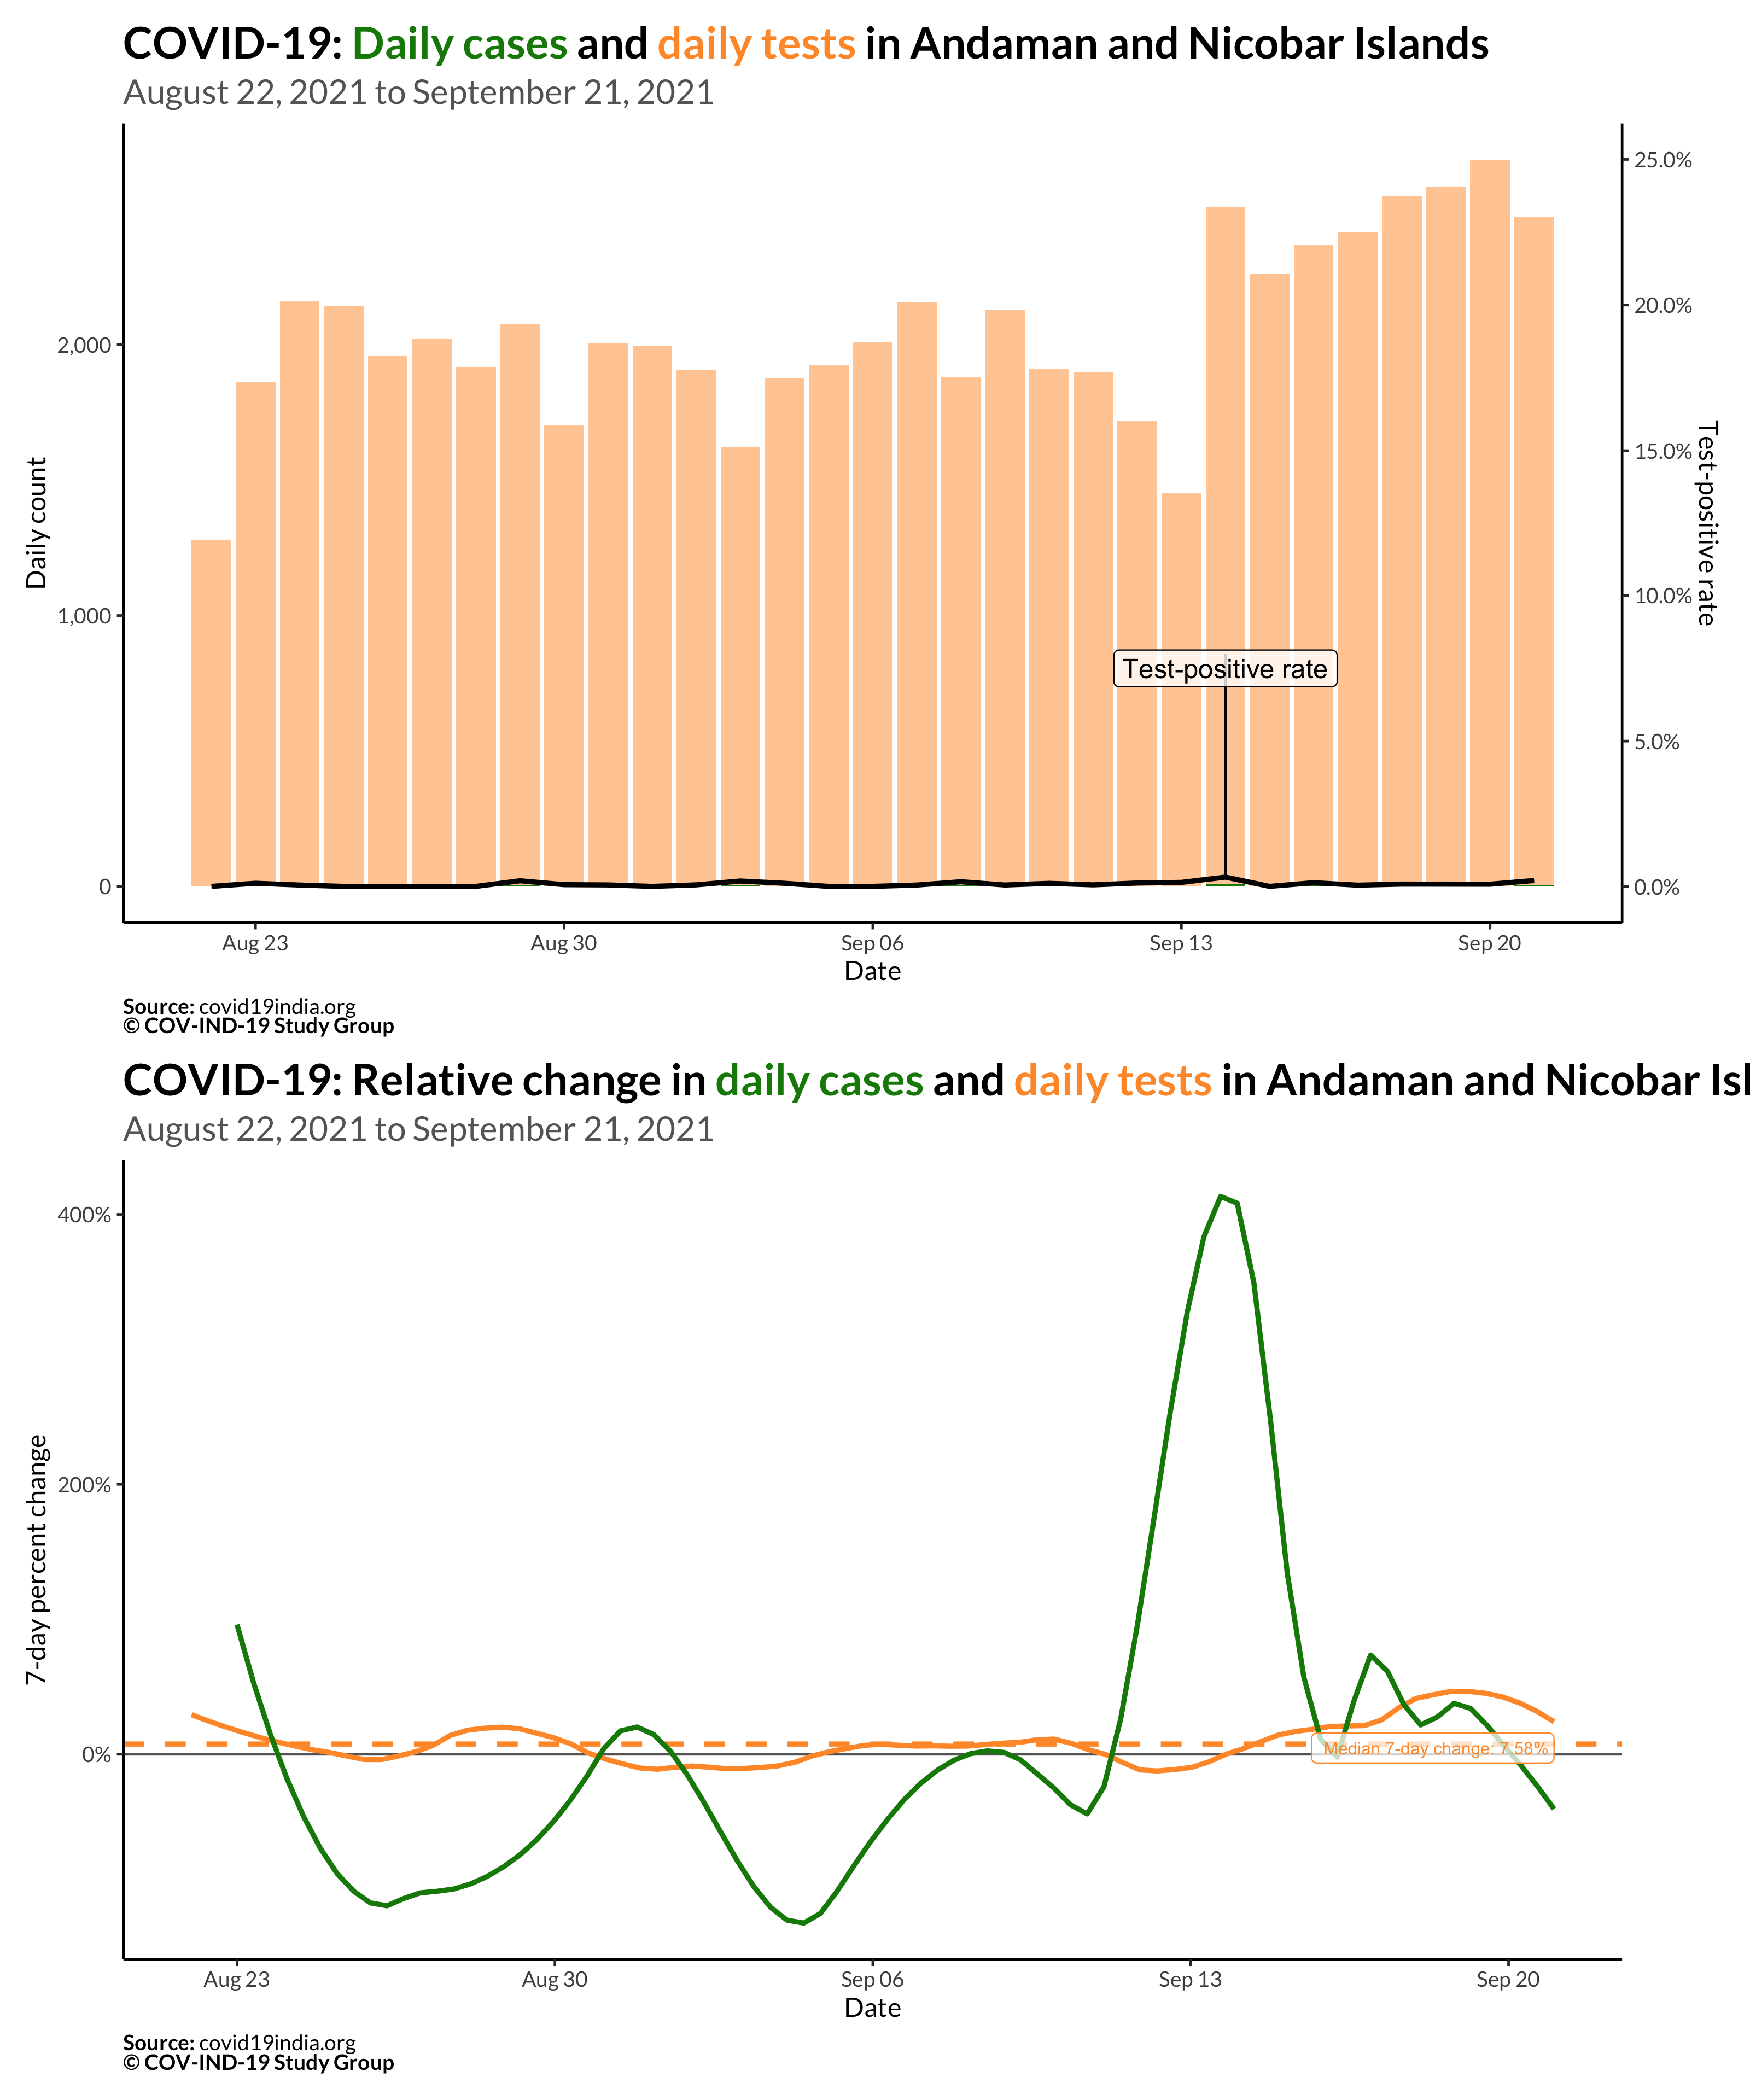 COVID-19: Daily cases and daily tests in Andaman and Nicobar Islands
August 22, 2021 to September 21, 2021
Daily count
2,000
1,000
0
25.0%
20.0%
15.0%
10.0%
5.0%
0.0%
Test-positive rate
Test-positive rate
Aug 23
Aug 30
Sep 06
Sep 13
Sep 20
Date
Source: covid19india.org
© COV-IND-19 Study Group
COVID-19: Relative change in daily cases and daily tests in Andaman and Nicobar Isl
August 22, 2021 to September 21, 2021
7-day percent change
400%
200%
0%
Median 7-day change: 7.58%
Aug 23
Aug 30
Sep 06
Sep 13
Sep 20
Date
Source: covid19india.org
© COV-IND-19 Study Group